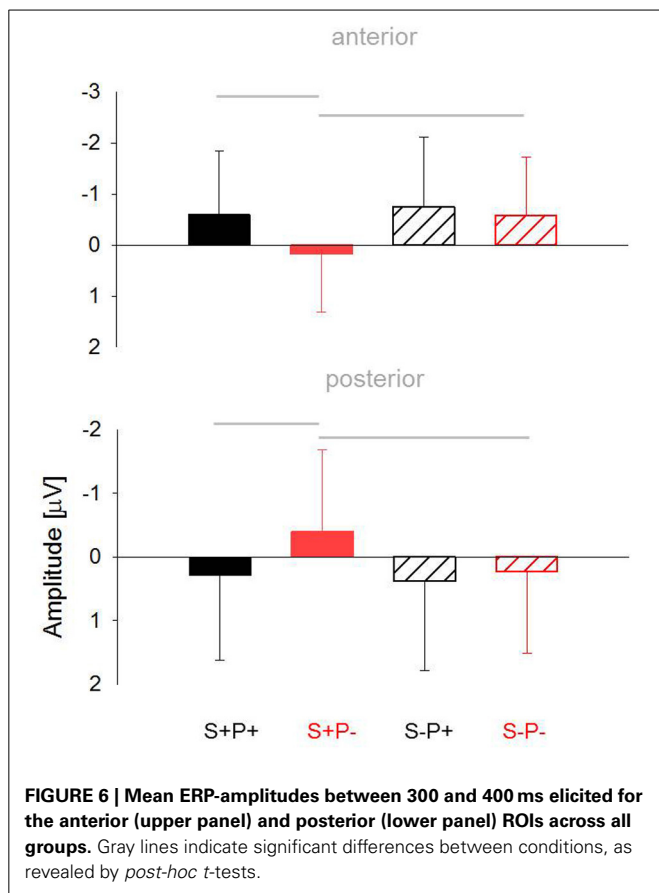 anterior
-3
-2
-1
0
1
2
posterior
-2
-1
0
1
2
Amplitude [µV]
S+P+ S+P- S-P+ S-P-
FIGURE 6 | Mean ERP-amplitudes between 300 and 400 ms elicited for
the anterior (upper panel) and posterior (lower panel) ROIs across all
groups. Gray lines indicate significant differences between conditions, as
revealed by post-hoc t-tests.